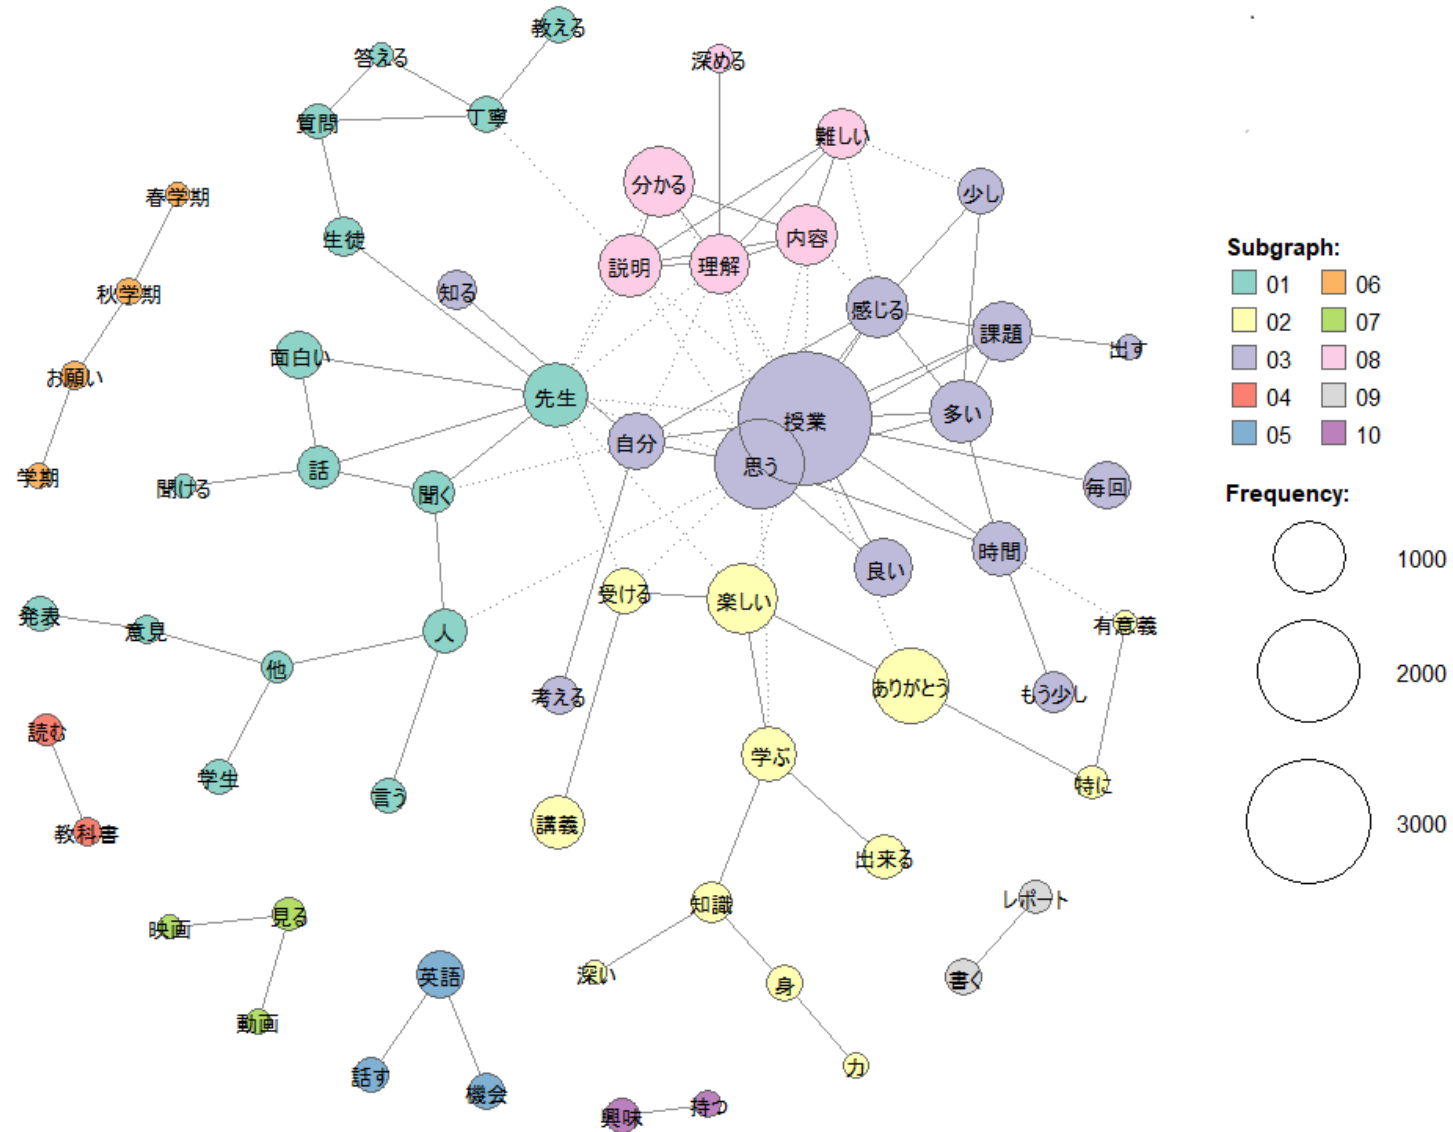 教える
答える
深める
質問
丁寧
難しい
分かる
少し
春学期
生徒
内容
説明
理解
知る
秋学期
感じる
課題
出す
面白い
お願い
先生
自分
授業
多い
思う
話
学期
聞ける
聞く
毎回
時間
良い
受ける
楽しい
発表
意見
人
有意義
他
考える
ありがとう
もう少し
読む
学生
言う
学ぶ
特に
教科書
講義
出来る
知識
レポート
映画
見る
英語
深い
身
書く
動画
話す
機会
力
興味
持つ
Subgraph:
01 06
02 07
03 08
04 09
05 10
Frequency:
1000
2000
3000